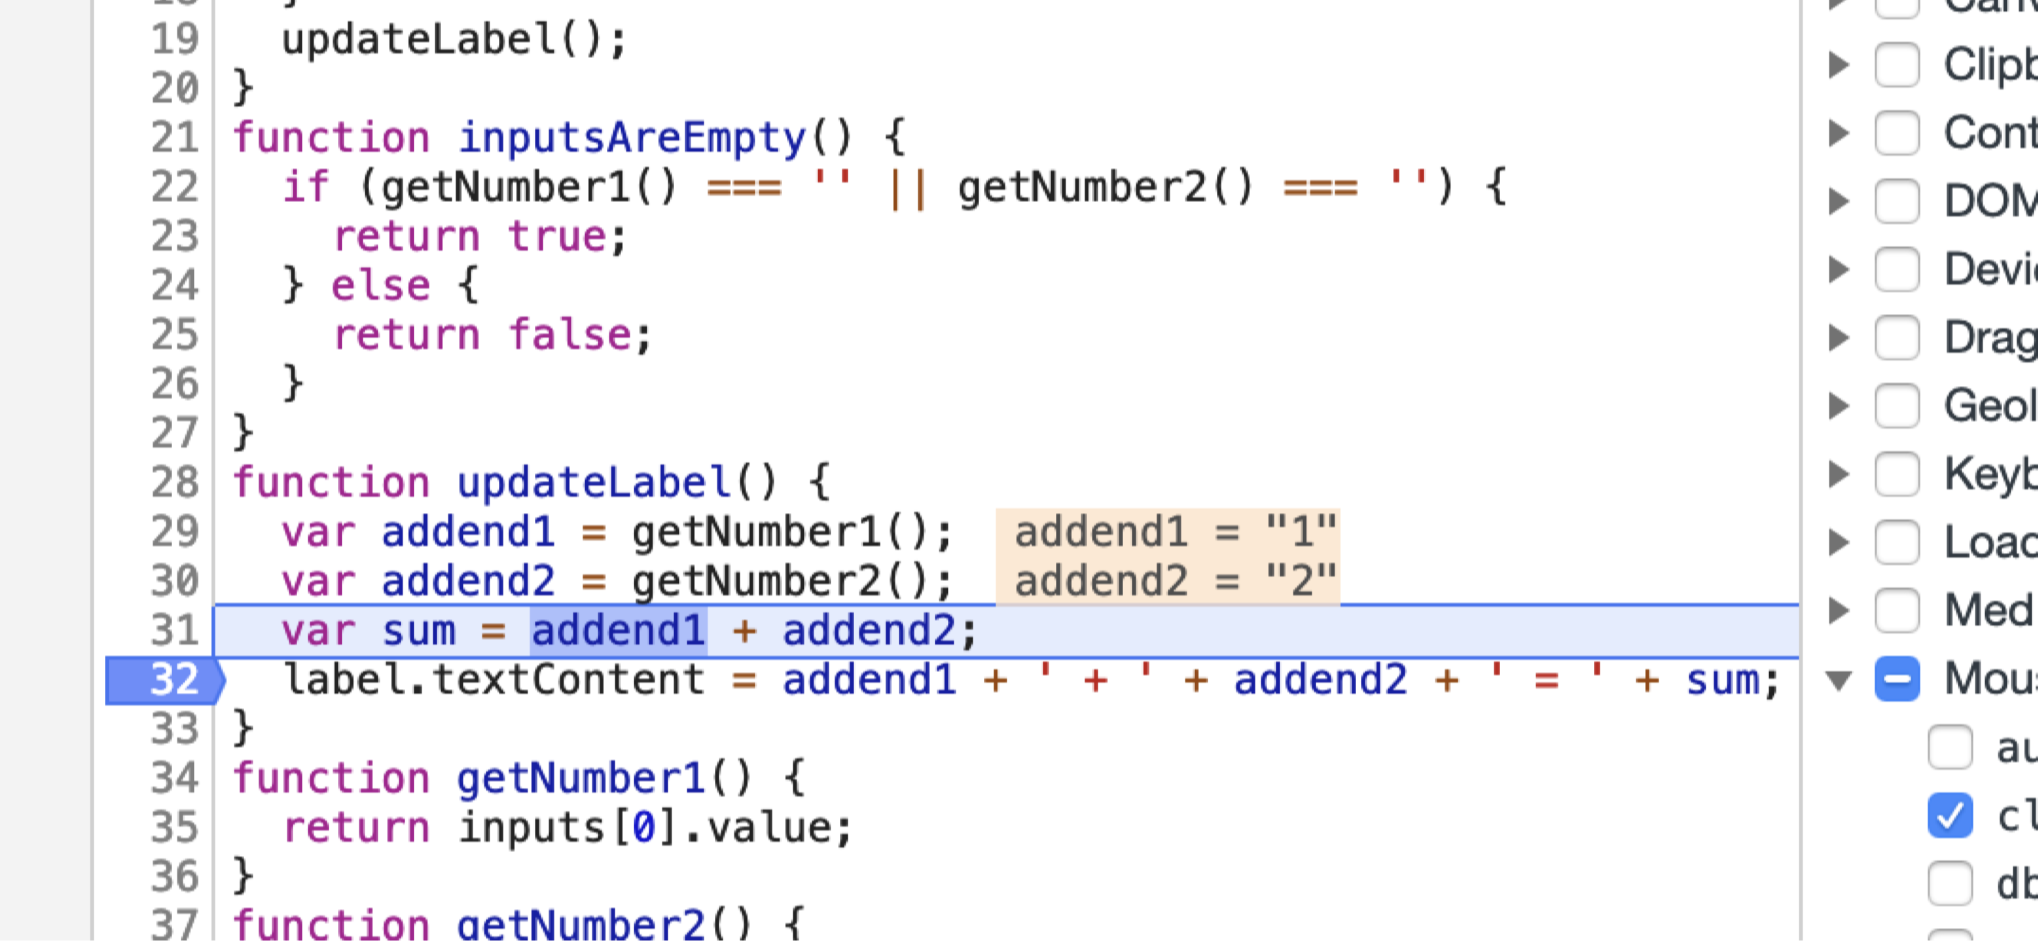 19 updateLabel();
20 }
21 function inputsAreEmpty() {
22 if (getNumber1() === '' || getNumber2() === '') {
23 return true;
24 } else {
25 return false;
26 }
27 }
28 function updateLabel() {
29 var addend1 = getNumber1(); addend1 = "1"
30 var addend2 = getNumber2(); addend2 = "2"
31 var sum = addend1 + addend2;
32 label.textContent = addend1 + ' + ' + addend2 + ' = ' + sum;
33 }
34 function getNumber1() {
35 return inputs[0].value;
36 }
37 function getNumber2() {
Clipb
Cont
DOM
Devi
Drag
Geol
Keyb
Load
Med
Mou
au
cl
db